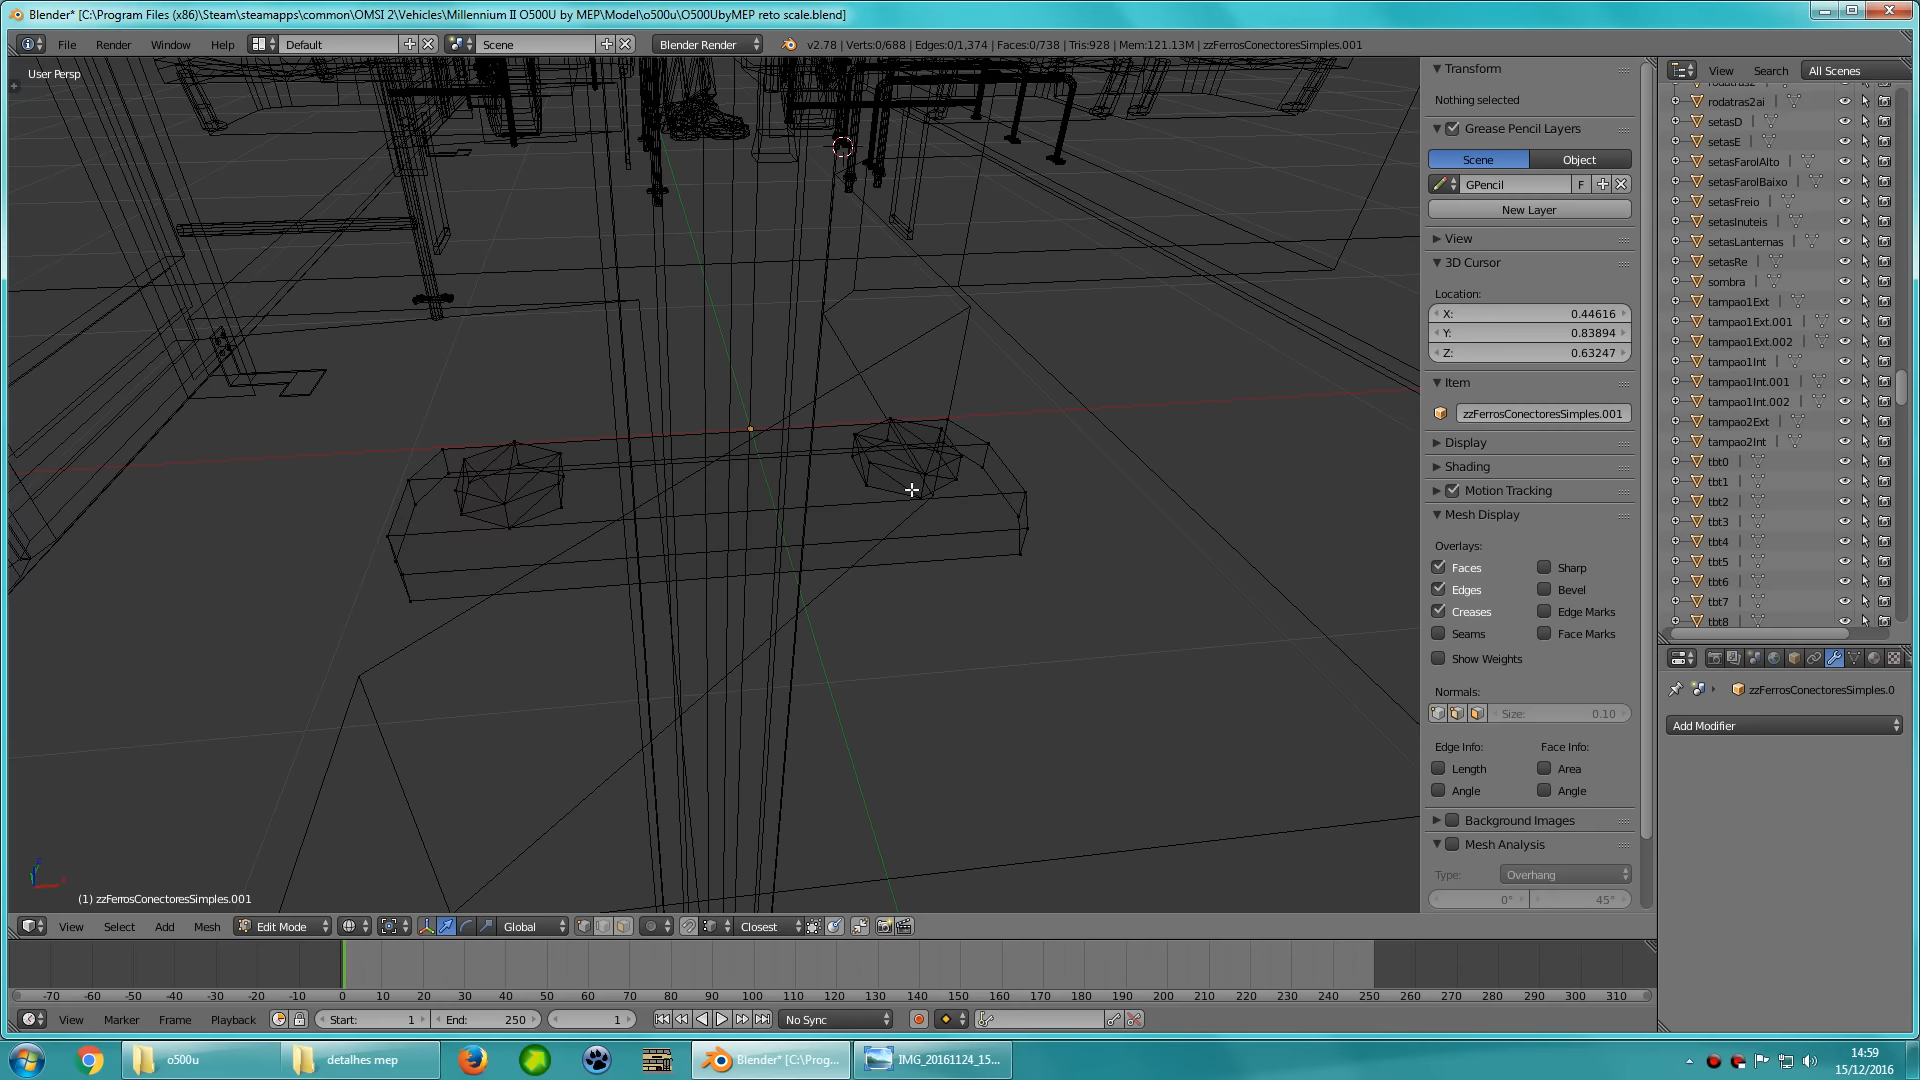 Blender* [C:\Program Files (x86)\Steam\steamapps\common\OMSI 2\Vehicles\Millennium II O500U by MEP\Model\o500u\O500UbyMEP reto scale.blend]
File Render Window Help Default Scene Blender Render v2.78 | Verts:0/688 | Edges:0/1,374 | Faces:0/738 | Tris:928 | Mem:121.13M | zzFerrosConectoresSimples.001
User Persp
(1) zzFerrosConectoresSimples.001
Transform
Nothing selected
Grease Pencil Layers
Scene Object
GPencil F
New Layer
View
3D Cursor
Location:
X: 0.44616
Y: 0.83894
Z: 0.63247
Item
zzFerrosConectoresSimples.001
Display
Shading
Motion Tracking
Mesh Display
Overlays:
Faces Sharp
Edges Bevel
Creases Edge Marks
Seams Face Marks
Show Weights
Normals:
Size: 0.10
Edge Info: Face Info:
Length Area
Angle Angle
Background Images
Mesh Analysis
Type: Overhang
0° 45°
View Search All Scenes
rodatras2ai
setasD
setasE
setasFarolAlto
setasFarolBaixo
setasFreio
setasInuteis
setasLanternas
setasRe
sombra
tampao1Ext
tampao1Ext.001
tampao1Ext.002
tampao1Int
tampao1Int.001
tampao1Int.002
tampao2Ext
tampao2Int
tbt0
tbt1
tbt2
tbt3
tbt4
tbt5
tbt6
tbt7
tbt8
zzFerrosConectoresSimples.0
Add Modifier
View Select Add Mesh Edit Mode Global Closest
-70 -60 -50 -40 -30 -20 -10 0 10 20 30 40 50 60 70 80 90 100 110 120 130 140 150 160 170 180 190 200 210 220 230 240 250 260 270 280 290 300 310
View Marker Frame Playback Start: 1 End: 250 1 No Sync
o500u detalhes mep Blender* [C:\Prog... IMG_20161124_15...
14:59
15/12/2016